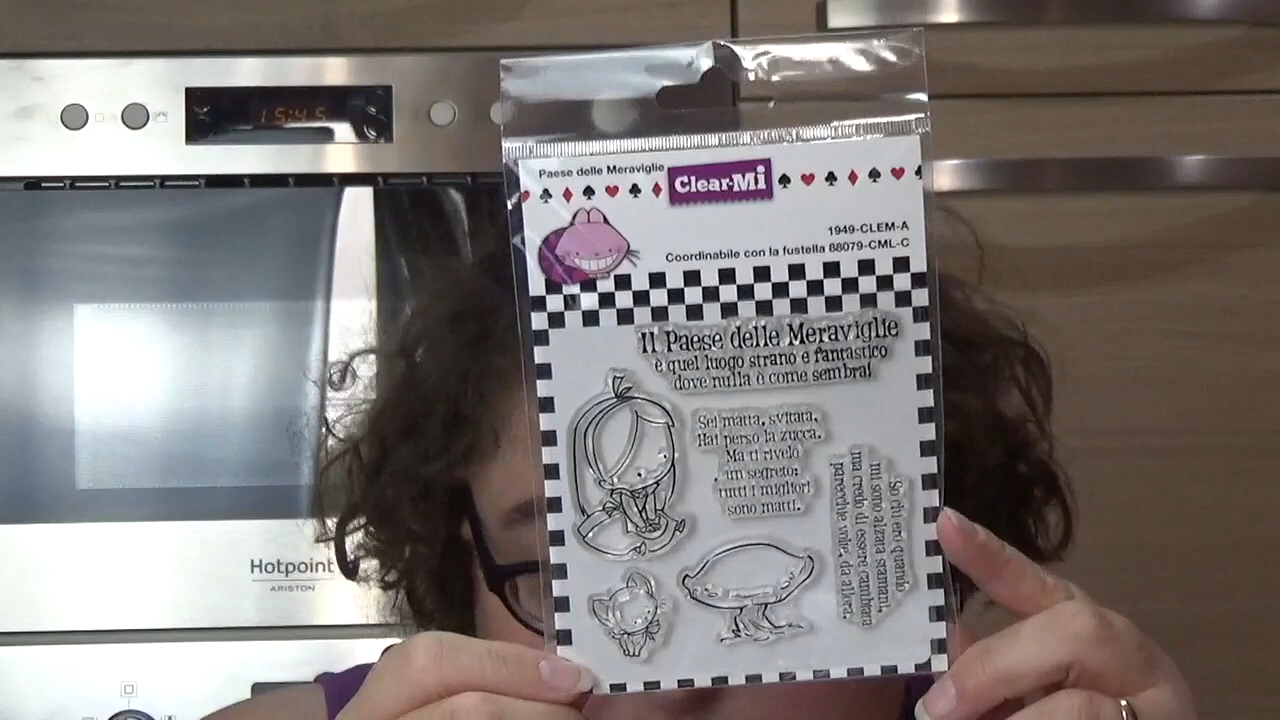 15:45
Paese delle Meraviglie
Clear-Mi
1949-CLEM-A
Coordinabile con la fustella 88079-CML-C
Il Paese delle Meraviglie
è quel luogo strano e fantastico
dove nulla è come sembra!
Sei matta, svitata.
Hai perso la zucca.
Ma ti rivelo
un segreto:
tutti i migliori
sono matti.
So chi ero quando
mi sono alzata stamani,
ma credo di essere cambiata
parecchie volte, da allora.
Hotpoint
ARISTON